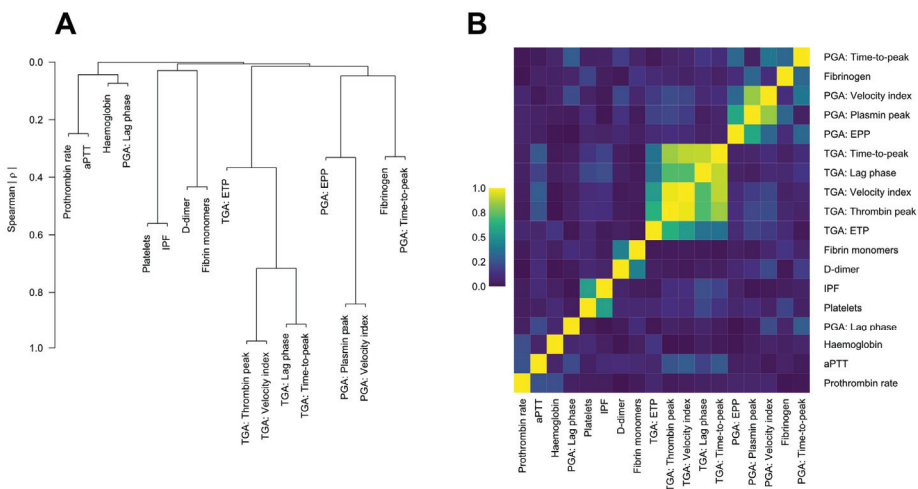 A
Spearman | ρ |
0.0
0.2
0.4
0.6
0.8
1.0
Prothrombin rate
aPTT
Haemoglobin
PGA: Lag phase
Platelets
IPF
D-dimer
Fibrin monomers
TGA: ETP
TGA: Thrombin peak
TGA: Velocity index
TGA: Lag phase
TGA: Time-to-peak
PGA: EPP
PGA: Plasmin peak
PGA: Velocity index
Fibrinogen
PGA: Time-to-peak
B
1.0
0.8
0.5
0.3
0.0
PGA: Time-to-peak
Fibrinogen
PGA: Velocity index
PGA: Plasmin peak
PGA: EPP
TGA: Time-to-peak
TGA: Lag phase
TGA: Velocity index
TGA: Thrombin peak
TGA: ETP
Fibrin monomers
D-dimer
IPF
Platelets
PGA: Lag phase
Haemoglobin
aPTT
Prothrombin rate
Prothrombin rate
aPTT
Haemoglobin
PGA: Lag phase
Platelets
IPF
D-dimer
Fibrin monomers
TGA: ETP
TGA: Thrombin peak
TGA: Velocity index
TGA: Lag phase
TGA: Time-to-peak
PGA: EPP
PGA: Plasmin peak
PGA: Velocity index
Fibrinogen
PGA: Time-to-peak